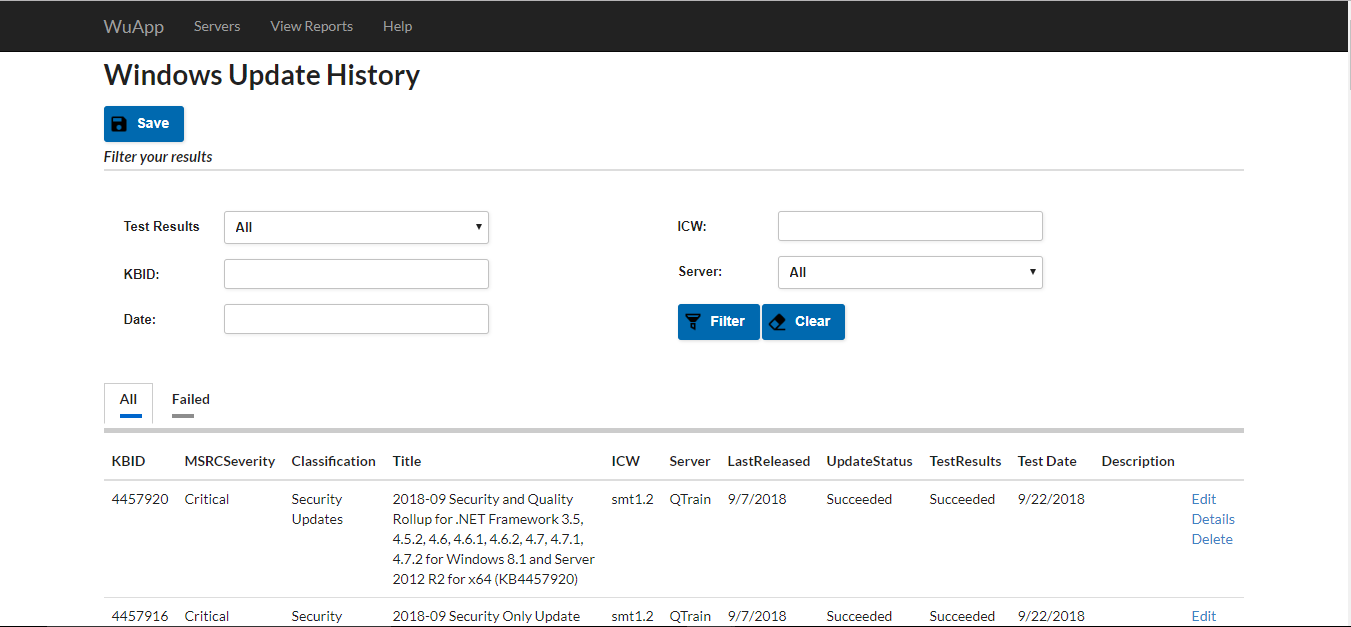 WuApp Servers View Reports Help
Windows Update History
Save
Filter your results
Test Results All ICW:
KBID: Server: All
Date: Filter Clear
All Failed
KBID MSRCSeverity Classification Title ICW Server LastReleased UpdateStatus TestResults Test Date Description
4457920 Critical Security 2018-09 Security and Quality smt1.2 QTrain 9/7/2018 Succeeded Succeeded 9/22/2018 Edit
Updates Rollup for .NET Framework 3.5, Details
4.5.2, 4.6, 4.6.1, 4.6.2, 4.7, 4.7.1, Delete
4.7.2 for Windows 8.1 and Server
2012 R2 for x64 (KB4457920)
4457916 Critical Security 2018-09 Security Only Update smt1.2 QTrain 9/7/2018 Succeeded Succeeded 9/22/2018 Edit